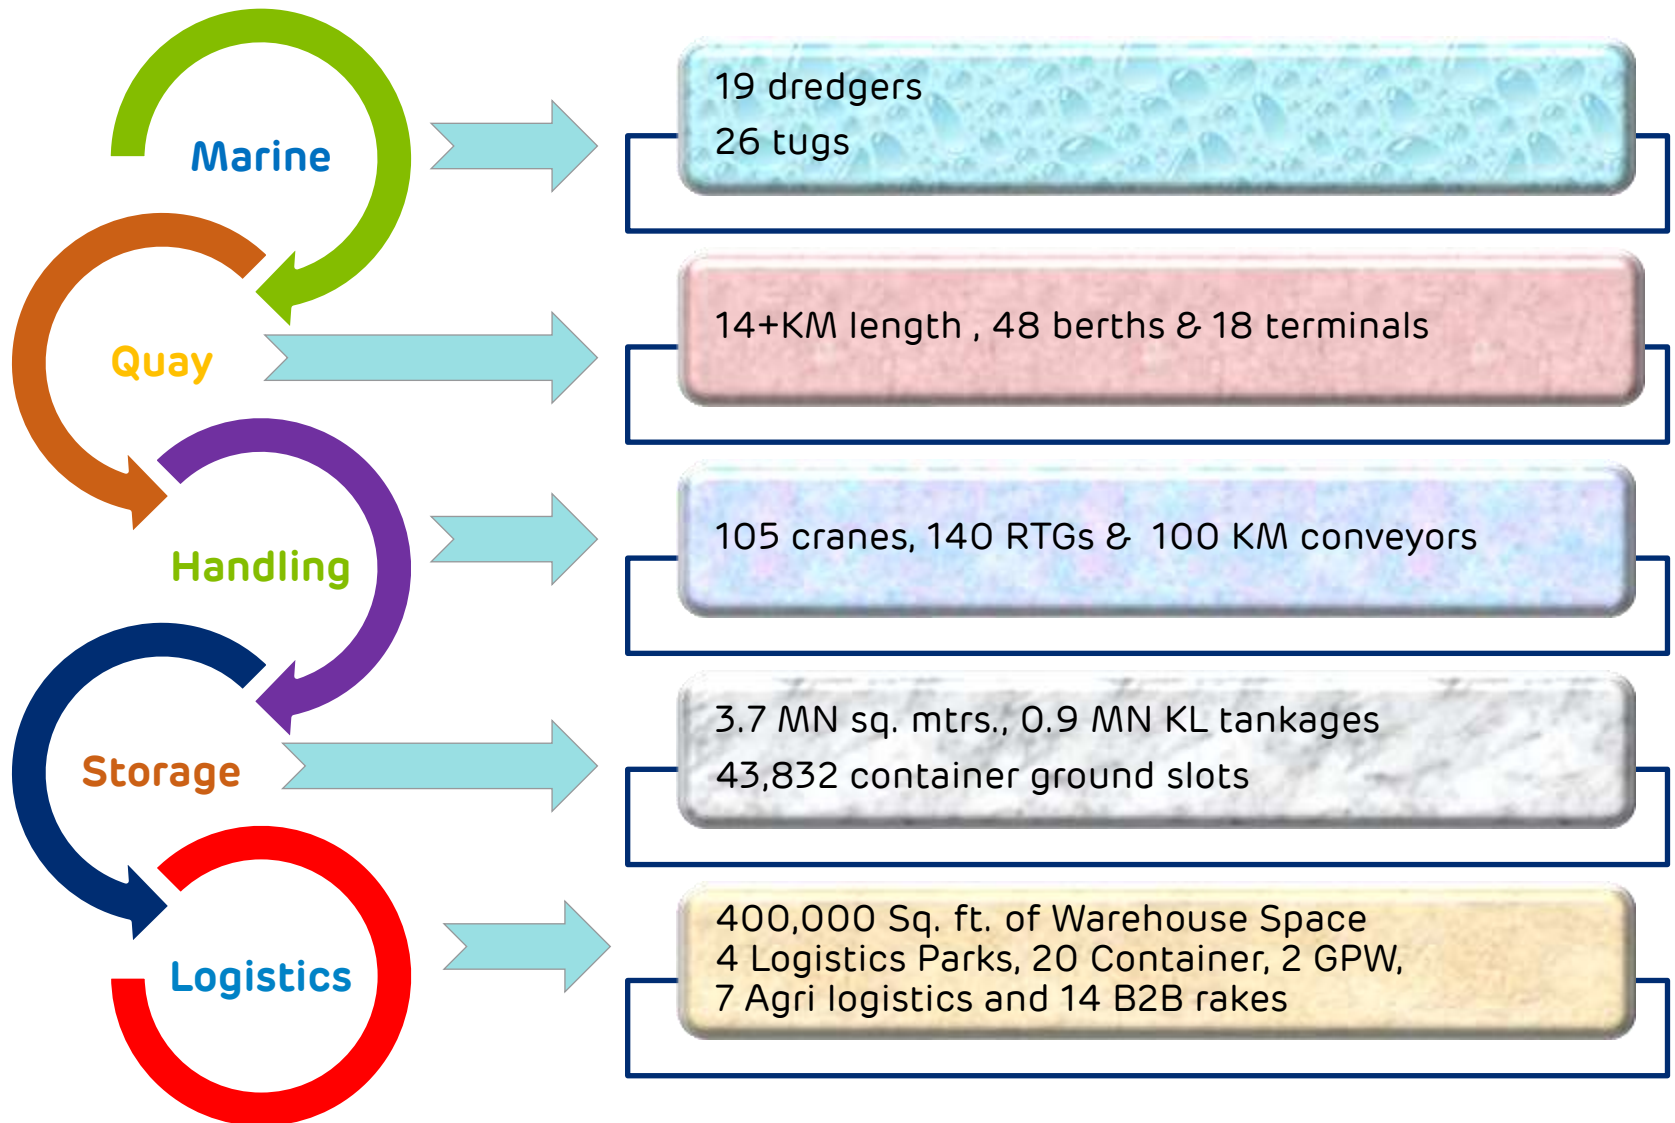 Marine
19 dredgers
26 tugs
Quay
14+KM length , 48 berths & 18 terminals
Handling
105 cranes, 140 RTGs & 100 KM conveyors
Storage
3.7 MN sq. mtrs., 0.9 MN KL tankages
43,832 container ground slots
Logistics
400,000 Sq. ft. of Warehouse Space
4 Logistics Parks, 20 Container, 2 GPW,
7 Agri logistics and 14 B2B rakes